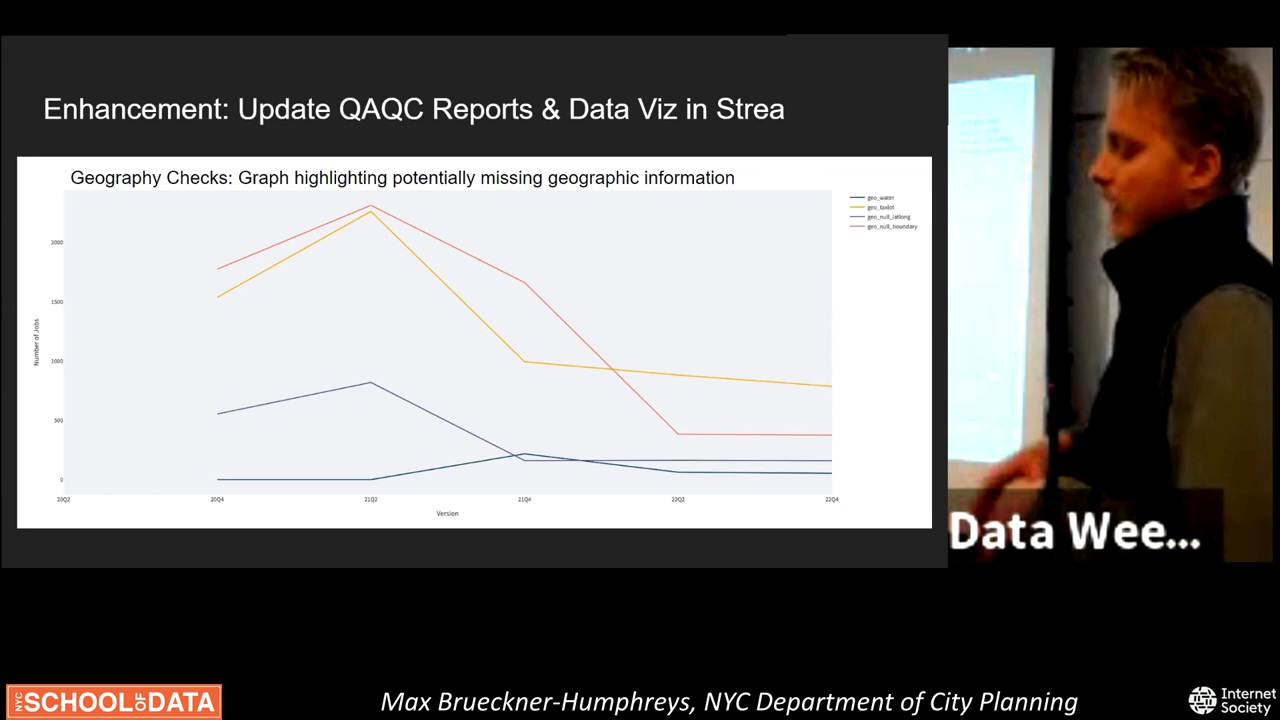 Enhancement: Update QAQC Reports & Data Viz in Strea
Geography Checks: Graph highlighting potentially missing geographic information
geo_water
geo_taxlot
geo_null_latlong
geo_null_boundary
2000
1500
1000
500
0
Number of Jobs
20Q2 20Q4 21Q2 21Q4 22Q2 22Q4
Version
Data Wee...
NYC SCHOOL OF DATA
Max Brueckner-Humphreys, NYC Department of City Planning
Internet
Society